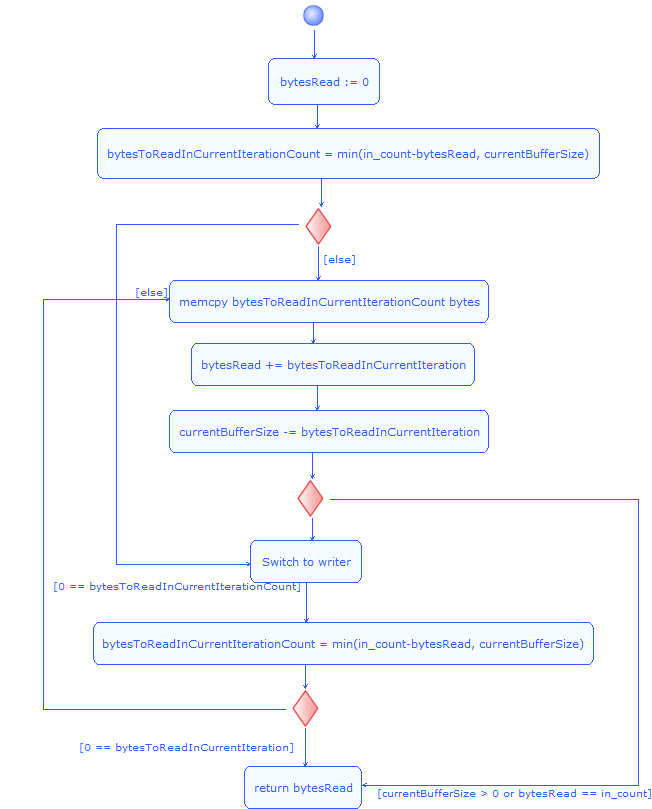 bytesRead := 0
bytesToReadInCurrentIterationCount = min(in_count-bytesRead, currentBufferSize)
[else]
[else]
memcpy bytesToReadInCurrentIterationCount bytes
bytesRead += bytesToReadInCurrentIteration
currentBufferSize -= bytesToReadInCurrentIteration
Switch to writer
[0 == bytesToReadInCurrentIterationCount]
bytesToReadInCurrentIterationCount = min(in_count-bytesRead, currentBufferSize)
[0 == bytesToReadInCurrentIteration]
return bytesRead
[currentBufferSize > 0 or bytesRead == in_count]